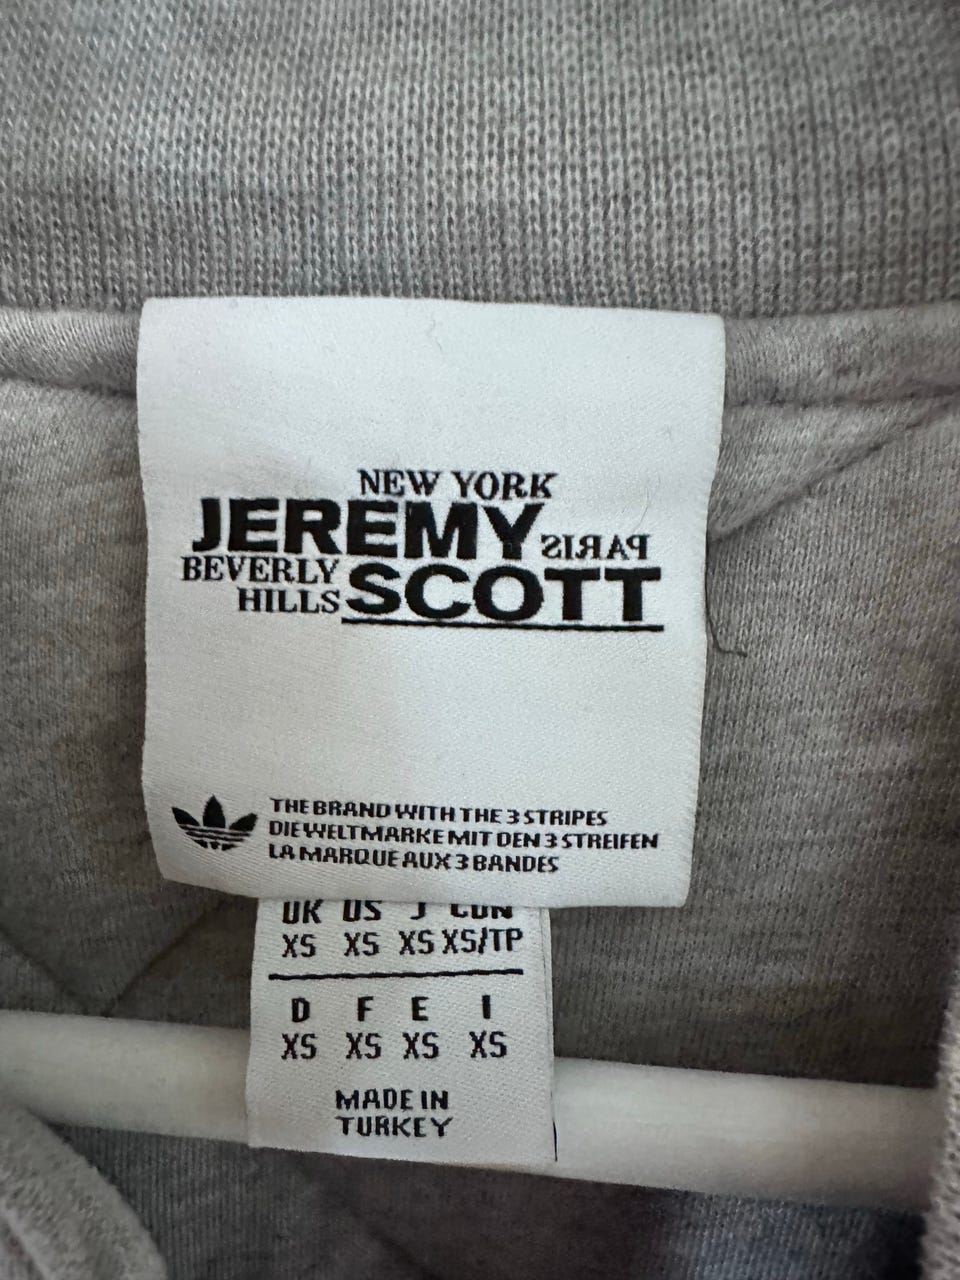 NEW YORK
JEREMY
PARIS
BEVERLY
HILLS
SCOTT
THE BRAND WITH THE 3 STRIPES
DIE WELTMARKE MIT DEN 3 STREIFEN
LA MARQUE AUX 3 BANDES
UK US J CDN
XS XS XS XS/TP
D F E I
XS XS XS XS
MADE IN
TURKEY